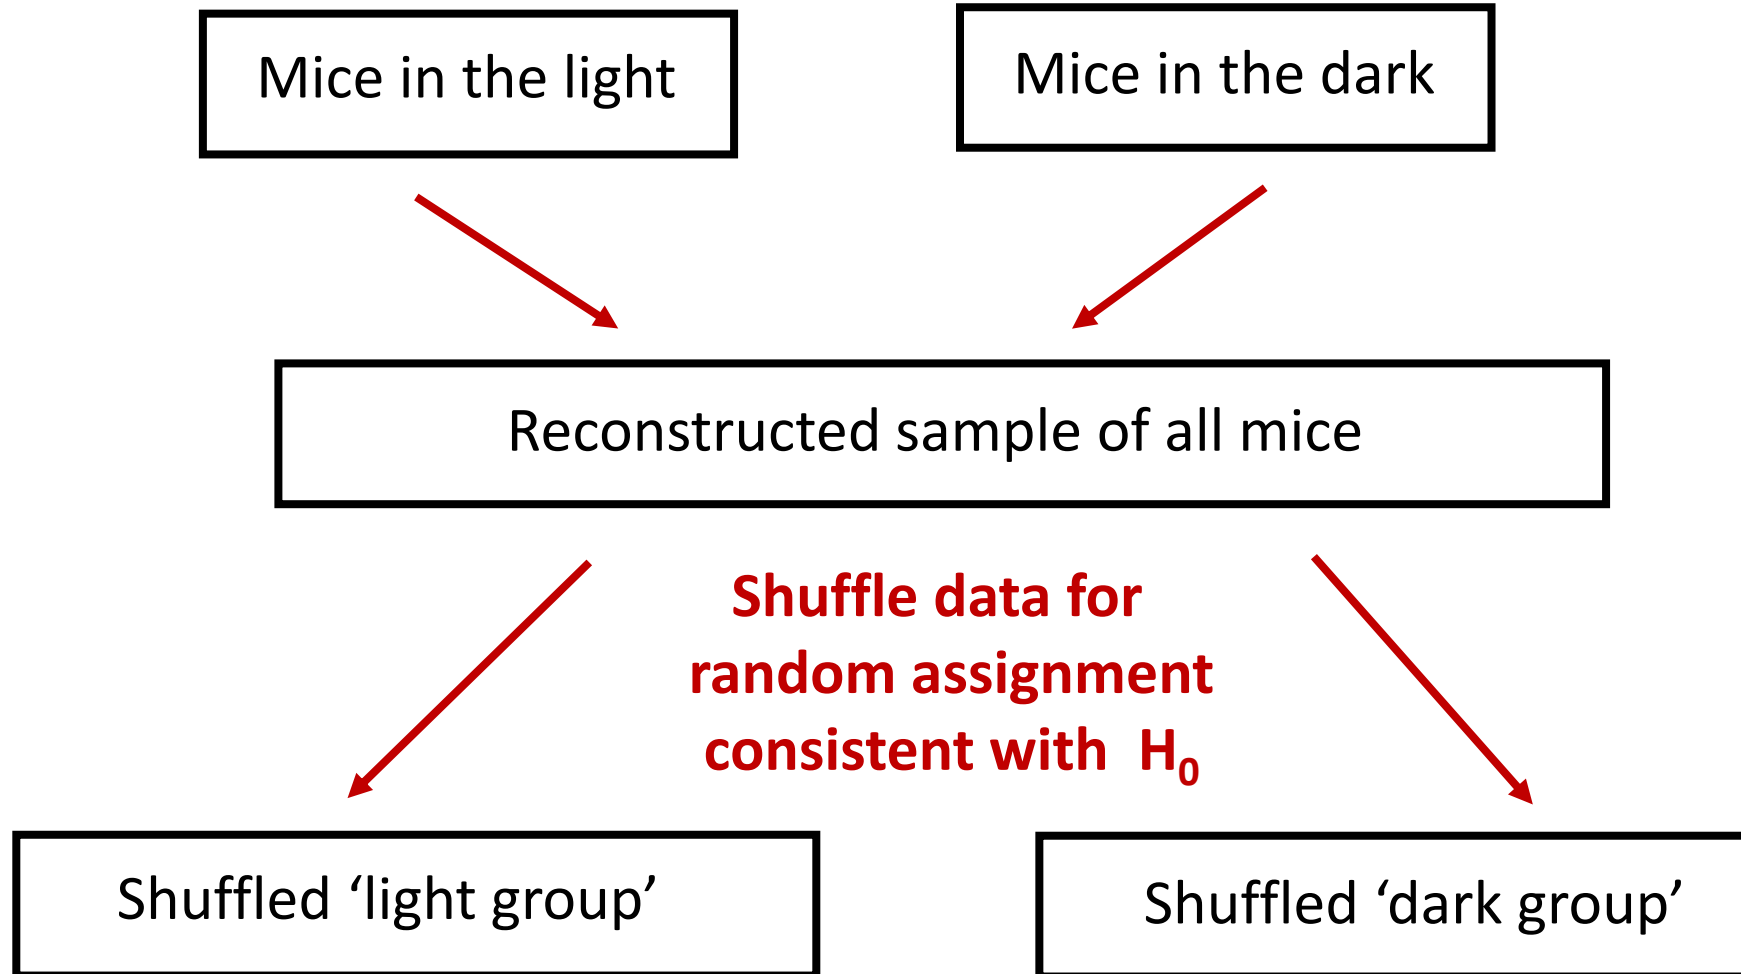 Mice in the light
Mice in the dark
Reconstructed sample of all mice
Shuffle data for
random assignment
consistent with H₀
Shuffled ‘light group’
Shuffled ‘dark group’